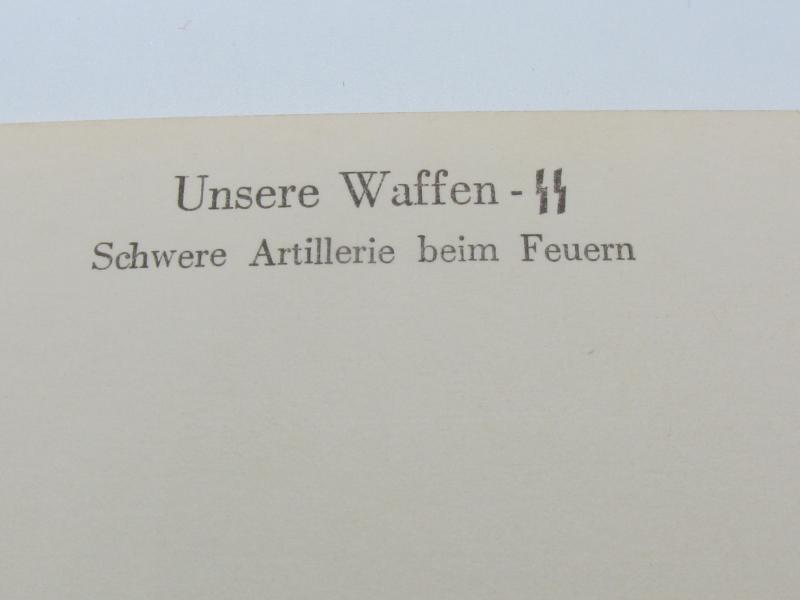 Unsere Waffen-ᛋᛋ
Schwere Artillerie beim Feuern